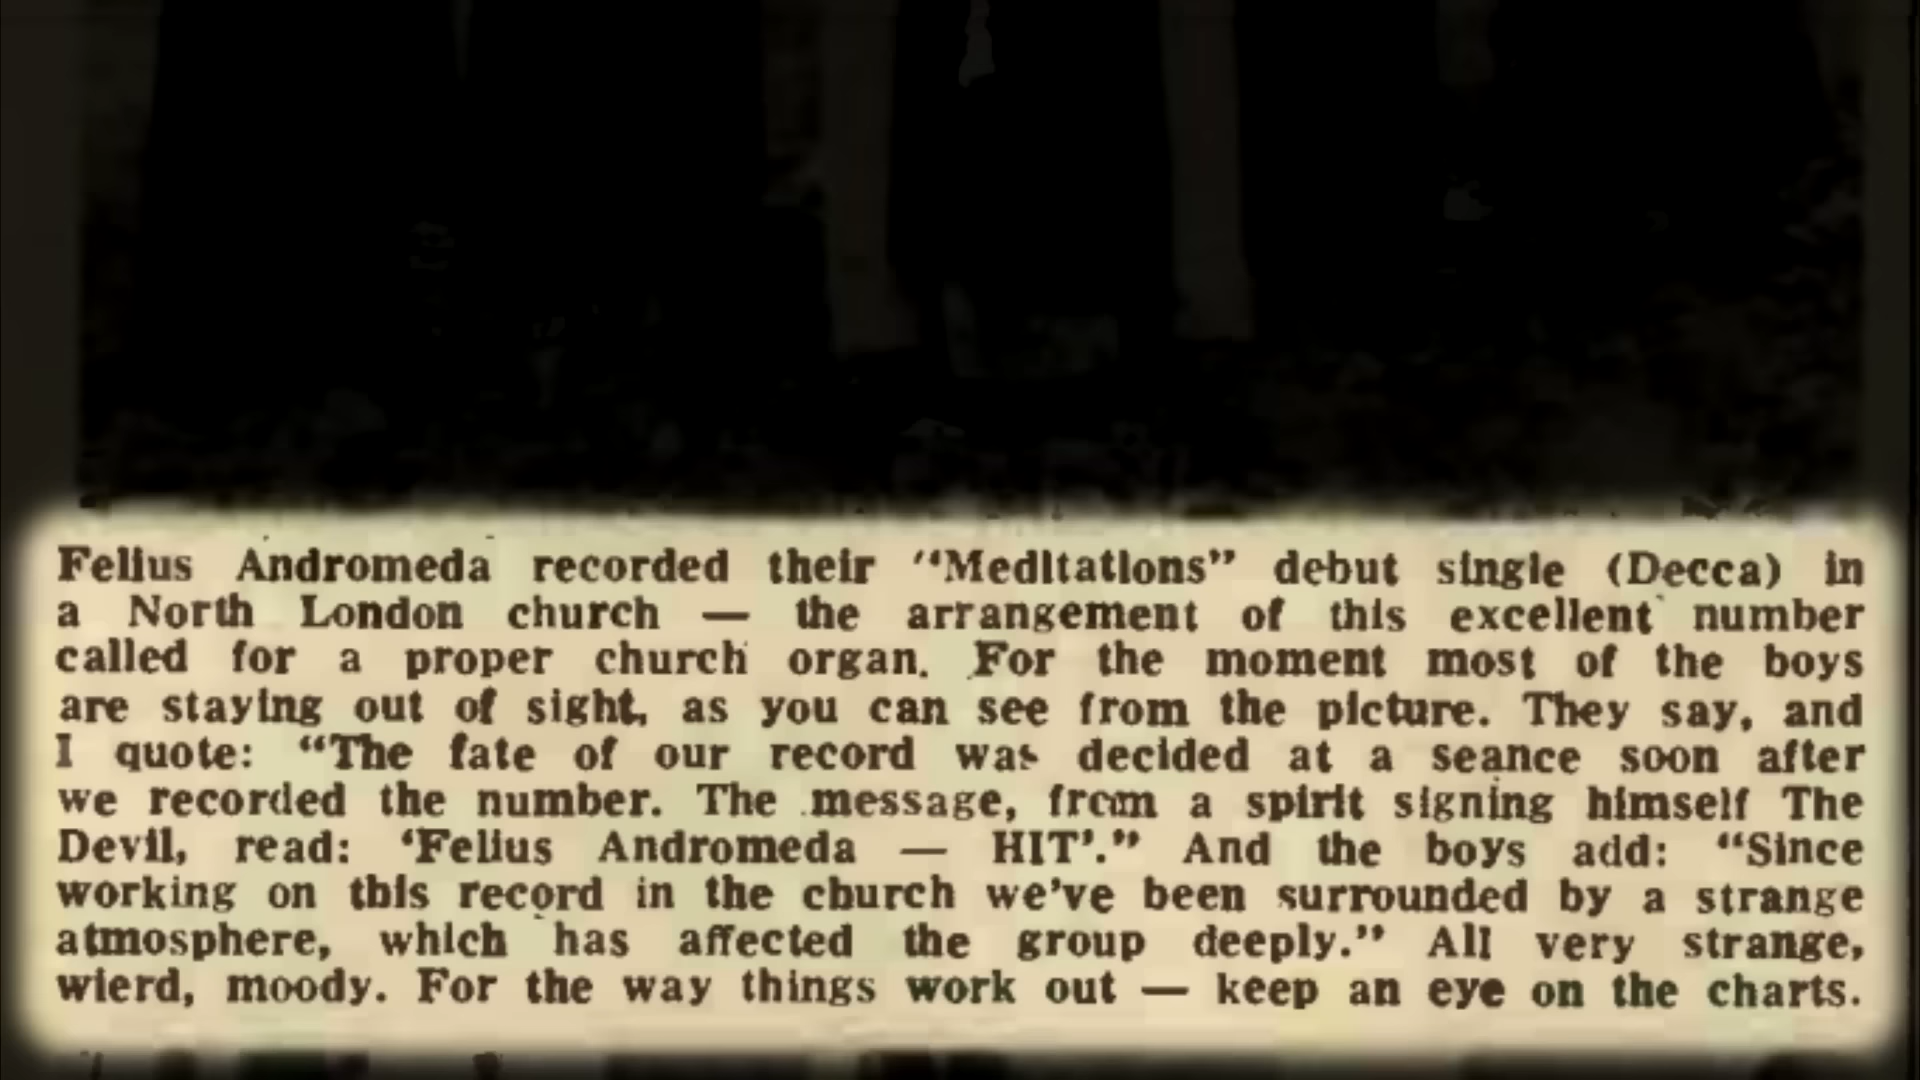 Felius Andromeda recorded their "Meditations" debut single (Decca) in
a North London church — the arrangement of this excellent number
called for a proper church organ. For the moment most of the boys
are staying out of sight, as you can see from the picture. They say, and
I quote: "The fate of our record was decided at a seance soon after
we recorded the number. The message, from a spirit signing himself The
Devil, read: 'Felius Andromeda — HIT'." And the boys add: "Since
working on this record in the church we've been surrounded by a strange
atmosphere, which has affected the group deeply." All very strange,
wierd, moody. For the way things work out — keep an eye on the charts.